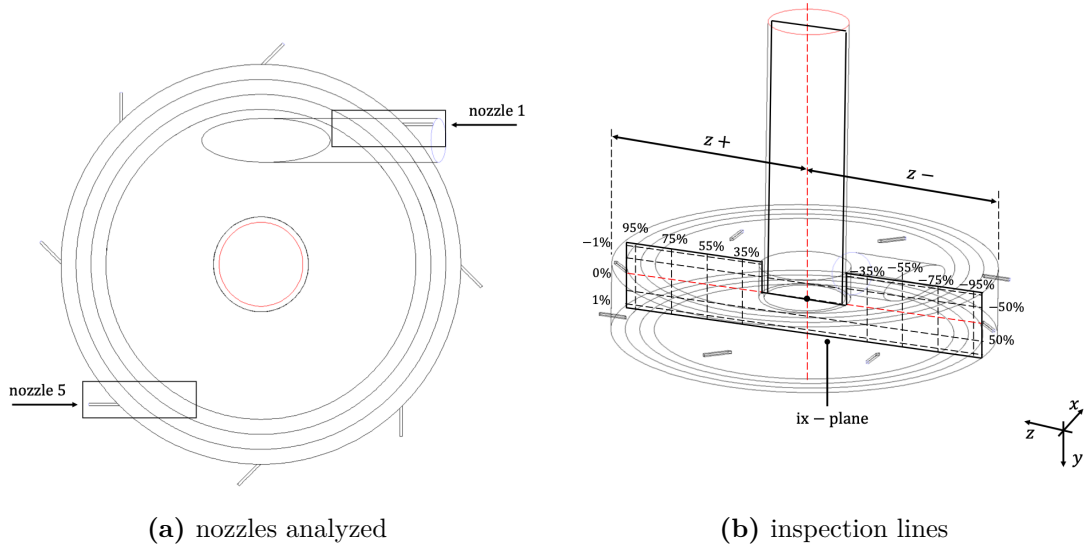 nozzle 1
nozzle 5
(a) nozzles analyzed
z +
z −
95%
75%
55%
35%
−1%
0%
1%
−35%
−55%
−75%
−95%
−50%
50%
ix − plane
x
z
y
(b) inspection lines